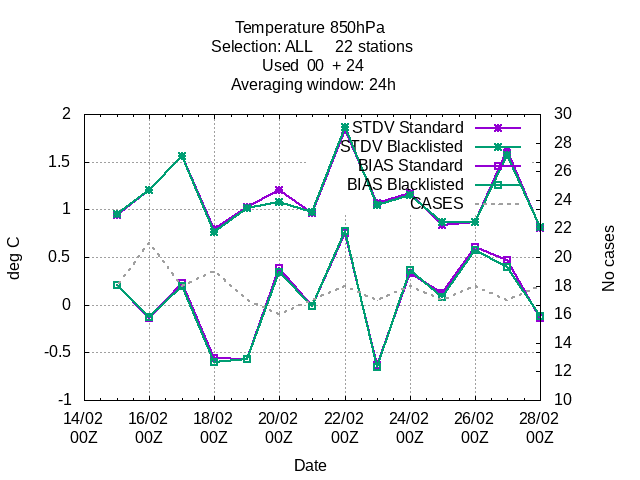 Temperature 850hPa
Selection: ALL 22 stations
Used 00 + 24
Averaging window: 24h
deg C
2
1.5
1
0.5
0
-0.5
-1
STDV Standard
STDV Blacklisted
BIAS Standard
BIAS Blacklisted
CASES
30
28
26
24
22
20
18
16
14
12
10
No cases
14/02 16/02 18/02 20/02 22/02 24/02 26/02 28/02
00Z 00Z 00Z 00Z 00Z 00Z 00Z 00Z
Date